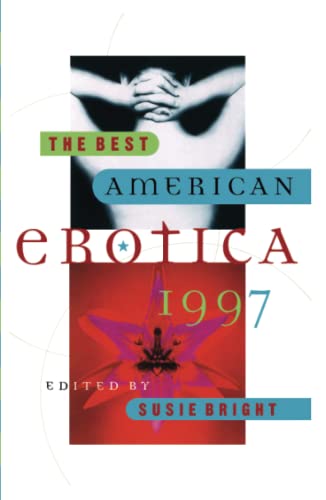 THE BEST
AMERICAN
EROTICA
1997
EDITED BY
SUSIE BRIGHT